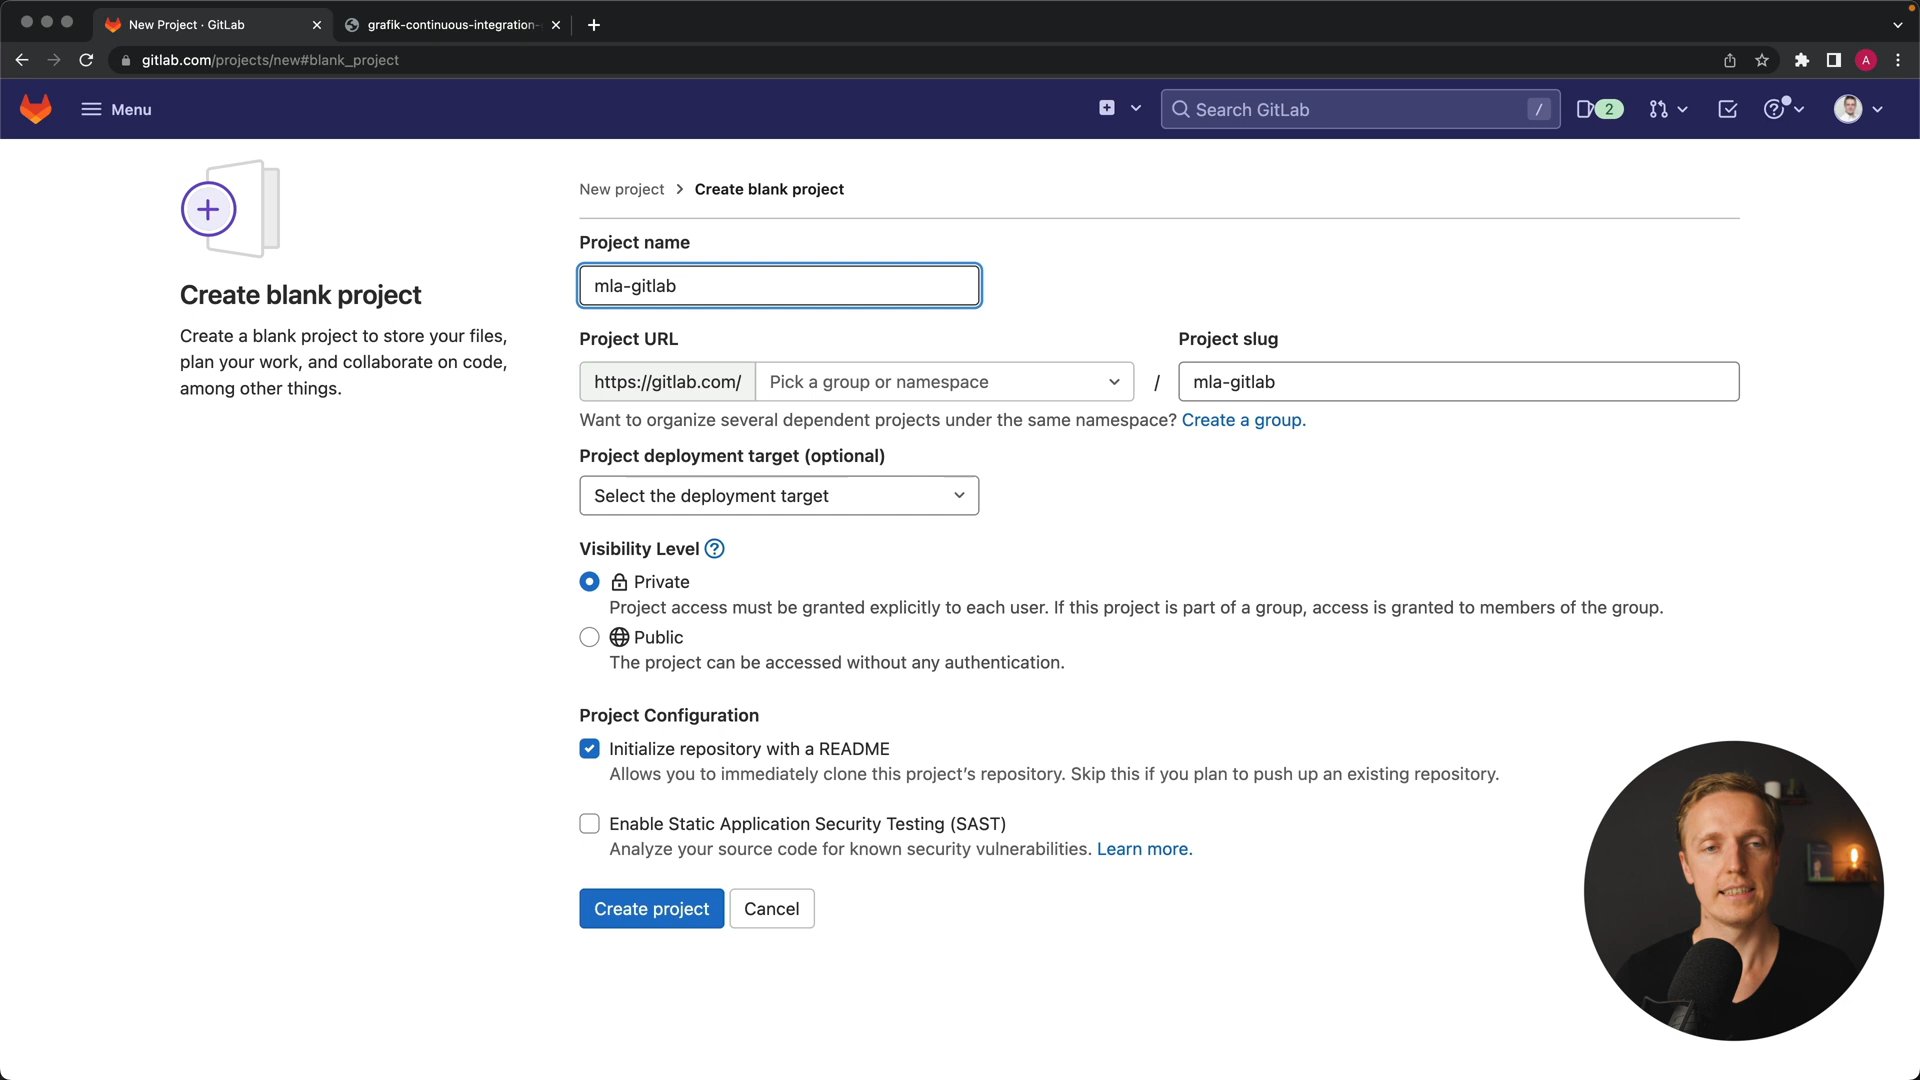 New Project · GitLab
grafik-continuous-integration-
gitlab.com/projects/new#blank_project
A
Menu
Search GitLab
/
2
New project > Create blank project
Create blank project
Create a blank project to store your files,
plan your work, and collaborate on code,
among other things.
Project name
mla-gitlab
Project URL
Project slug
https://gitlab.com/ Pick a group or namespace / mla-gitlab
Want to organize several dependent projects under the same namespace? Create a group.
Project deployment target (optional)
Select the deployment target
Visibility Level ?
Private
Project access must be granted explicitly to each user. If this project is part of a group, access is granted to members of the group.
Public
The project can be accessed without any authentication.
Project Configuration
Initialize repository with a README
Allows you to immediately clone this project’s repository. Skip this if you plan to push up an existing repository.
Enable Static Application Security Testing (SAST)
Analyze your source code for known security vulnerabilities. Learn more.
Create project
Cancel